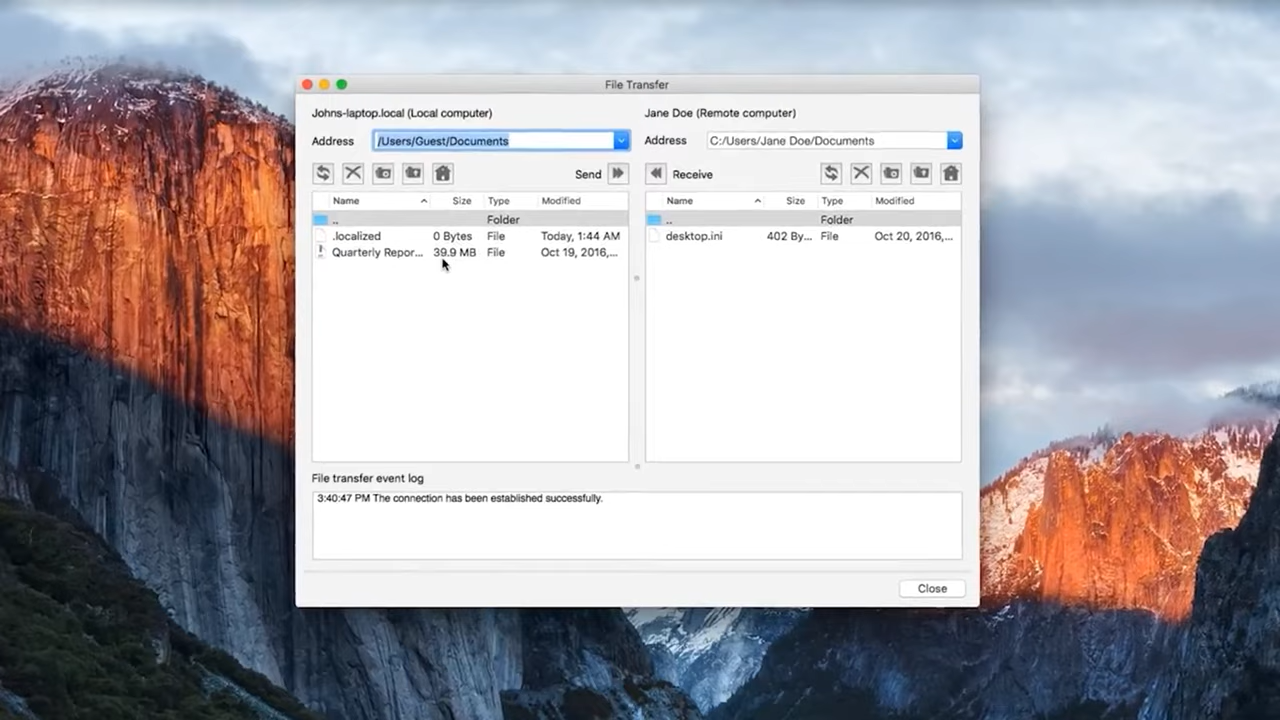 File Transfer
Johns-laptop.local (Local computer)
Address /Users/Guest/Documents
Send
Name Size Type Modified
.. Folder
.localized 0 Bytes File Today, 1:44 AM
Quarterly Repor... 39.9 MB File Oct 19, 2016,...
Jane Doe (Remote computer)
Address C:/Users/Jane Doe/Documents
Receive
Name Size Type Modified
.. Folder
desktop.ini 402 By... File Oct 20, 2016,...
File transfer event log
3:40:47 PM The connection has been established successfully.
Close